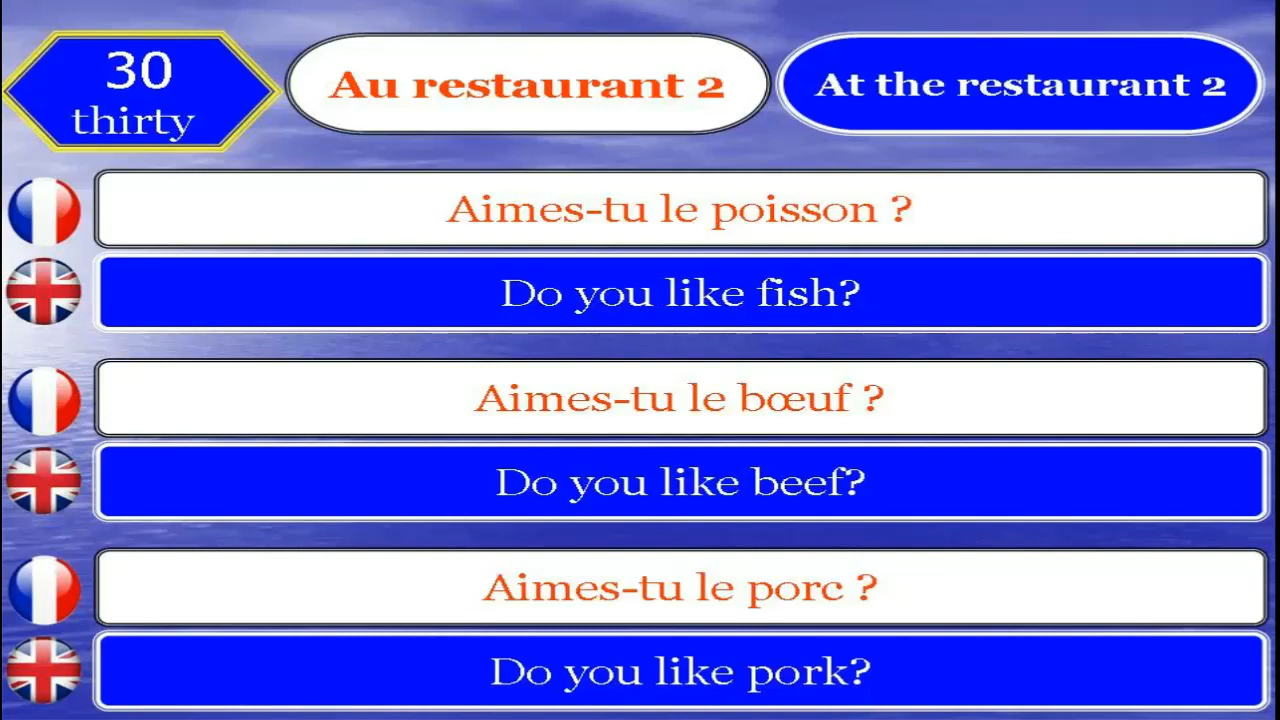 30
thirty
Au restaurant 2
At the restaurant 2
Aimes-tu le poisson ?
Do you like fish?
Aimes-tu le bœuf ?
Do you like beef?
Aimes-tu le porc ?
Do you like pork?